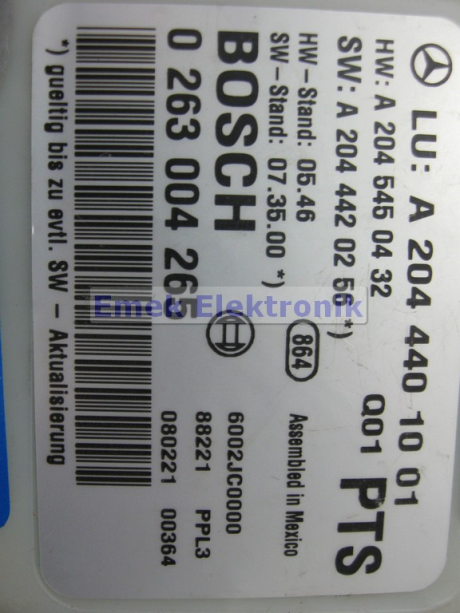 LU: A 204 440 10 01
HW: A 204 545 04 32 Q01
SW: A 204 442 02 56 *) PTS
HW-Stand: 05.46
SW-Stand: 07.35.00 *)
864
Assembled in Mexico
BOSCH
0 263 004 265
6002JC0000
88221 PPL3
080221 00364
*) gueltig bis zu evtl. SW - Aktualisierung
Emek Elektronik